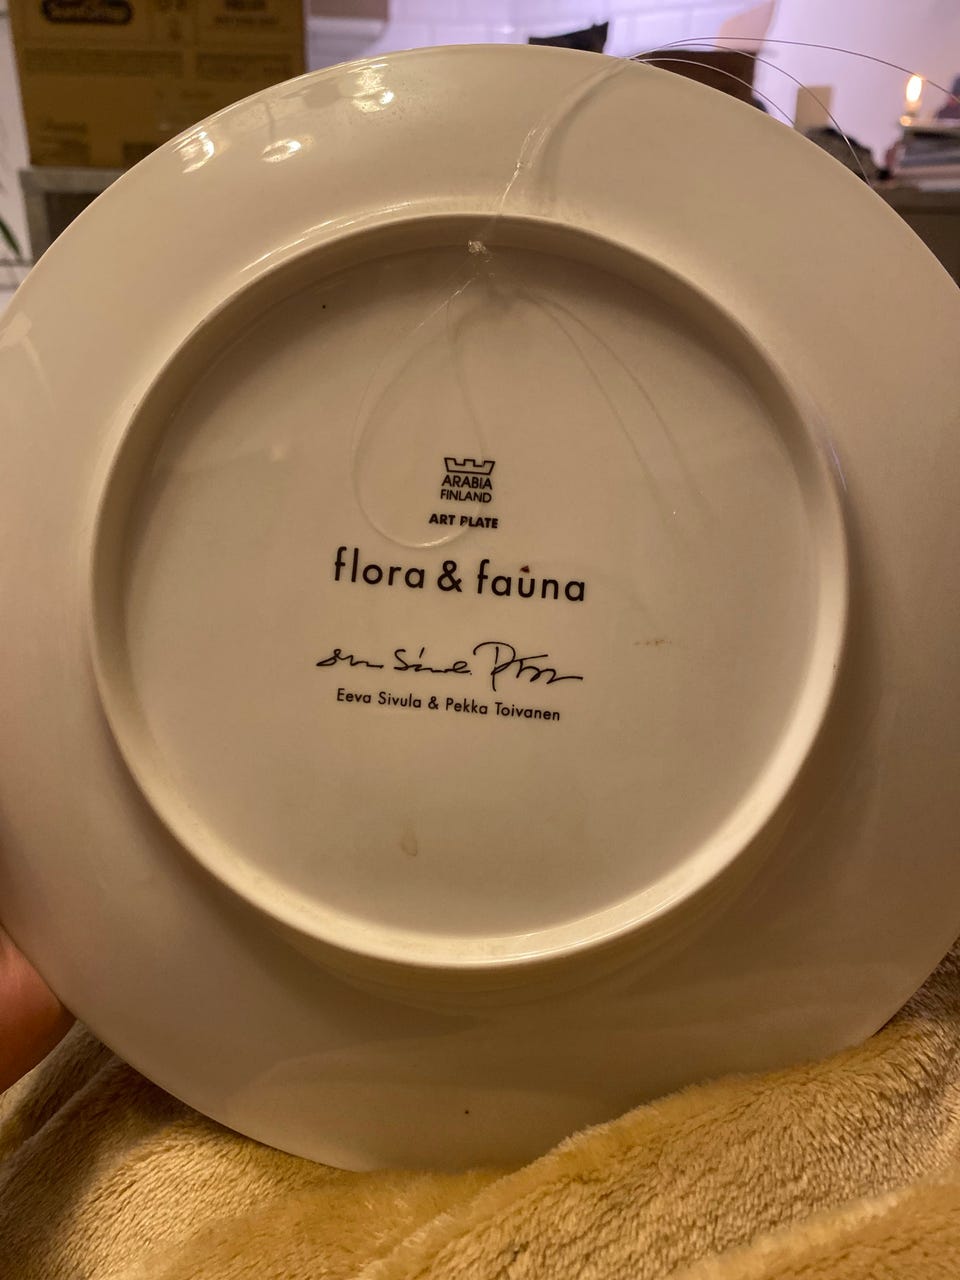 ARABIA
FINLAND
ART PLATE
flora & fauna
Eeva Sivula & Pekka Toivanen